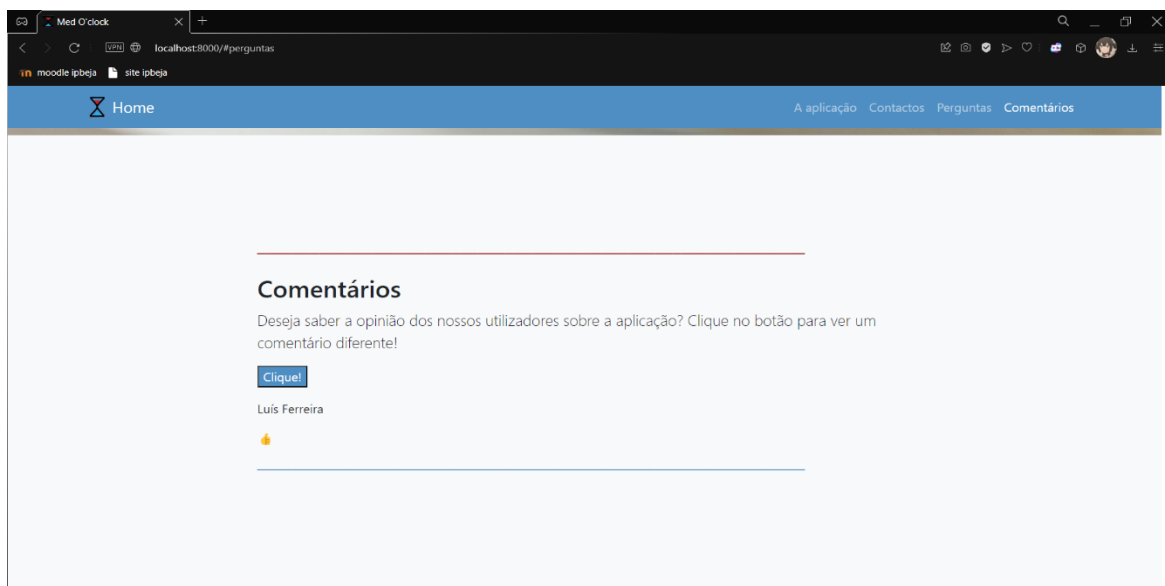 Med O'clock
VPN localhost:8000/#perguntas
moodle ipbeja site ipbeja
Home A aplicação Contactos Perguntas Comentários
Comentários
Deseja saber a opinião dos nossos utilizadores sobre a aplicação? Clique no botão para ver um
comentário diferente!
Clique!
Luís Ferreira
👍